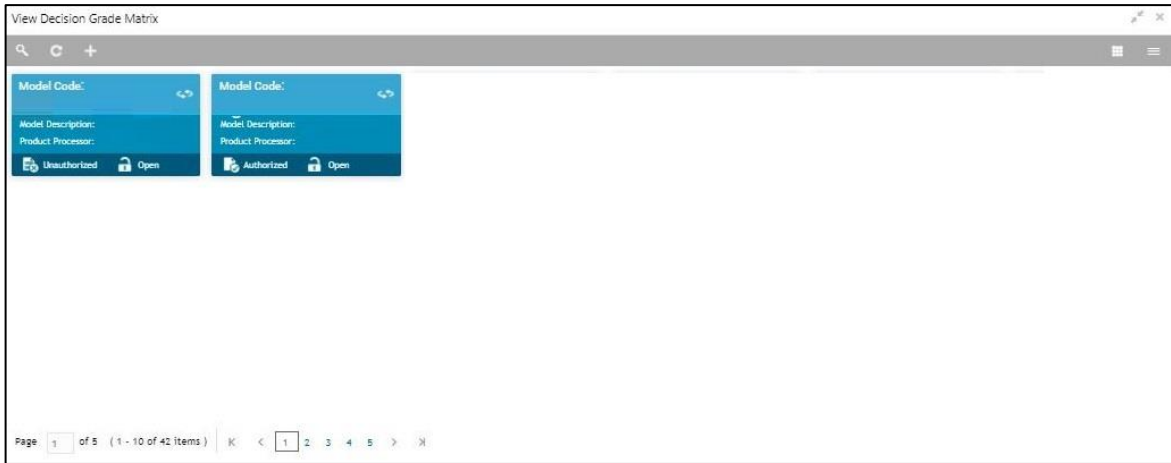 View Decision Grade Matrix
Model Code:
Model Description:
Product Processor:
Unauthorized Open
Model Code:
Model Description:
Product Processor:
Authorized Open
Page 1 of 5 ( 1 - 10 of 42 items ) K < 1 2 3 4 5 > Ж